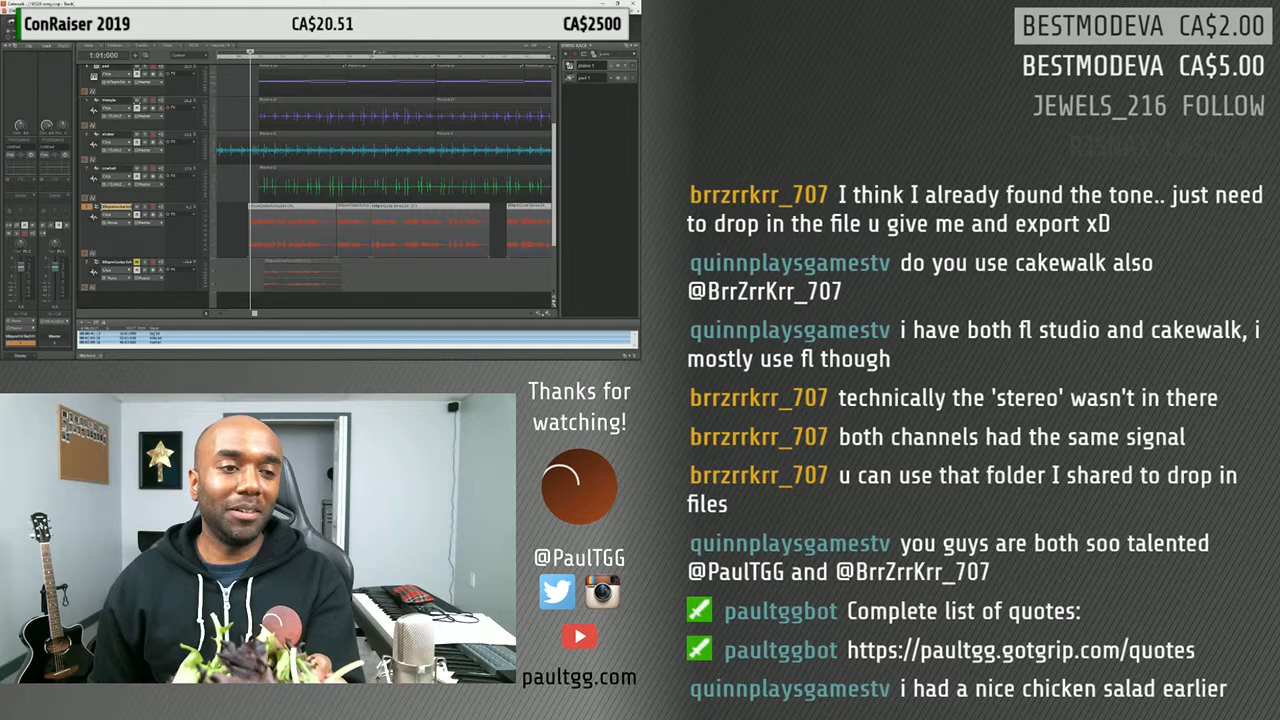 ConRaiser 2019
CA$20.51
CA$2500
1:01:000
BESTMODEVA CA$2.00
BESTMODEVA CA$5.00
JEWELS_216 FOLLOW
Thanks for
watching!
@PaulTGG
paultgg.com
brrzrrkrr_707 I think I already found the tone.. just need
to drop in the file u give me and export xD
quinnplaysgamestv do you use cakewalk also
@BrrZrrKrr_707
quinnplaysgamestv i have both fl studio and cakewalk, i
mostly use fl though
brrzrrkrr_707 technically the 'stereo' wasn't in there
brrzrrkrr_707 both channels had the same signal
brrzrrkrr_707 u can use that folder I shared to drop in
files
quinnplaysgamestv you guys are both soo talented
@PaulTGG and @BrrZrrKrr_707
paultggbot Complete list of quotes:
paultggbot https://paultgg.gotgrip.com/quotes
quinnplaysgamestv i had a nice chicken salad earlier